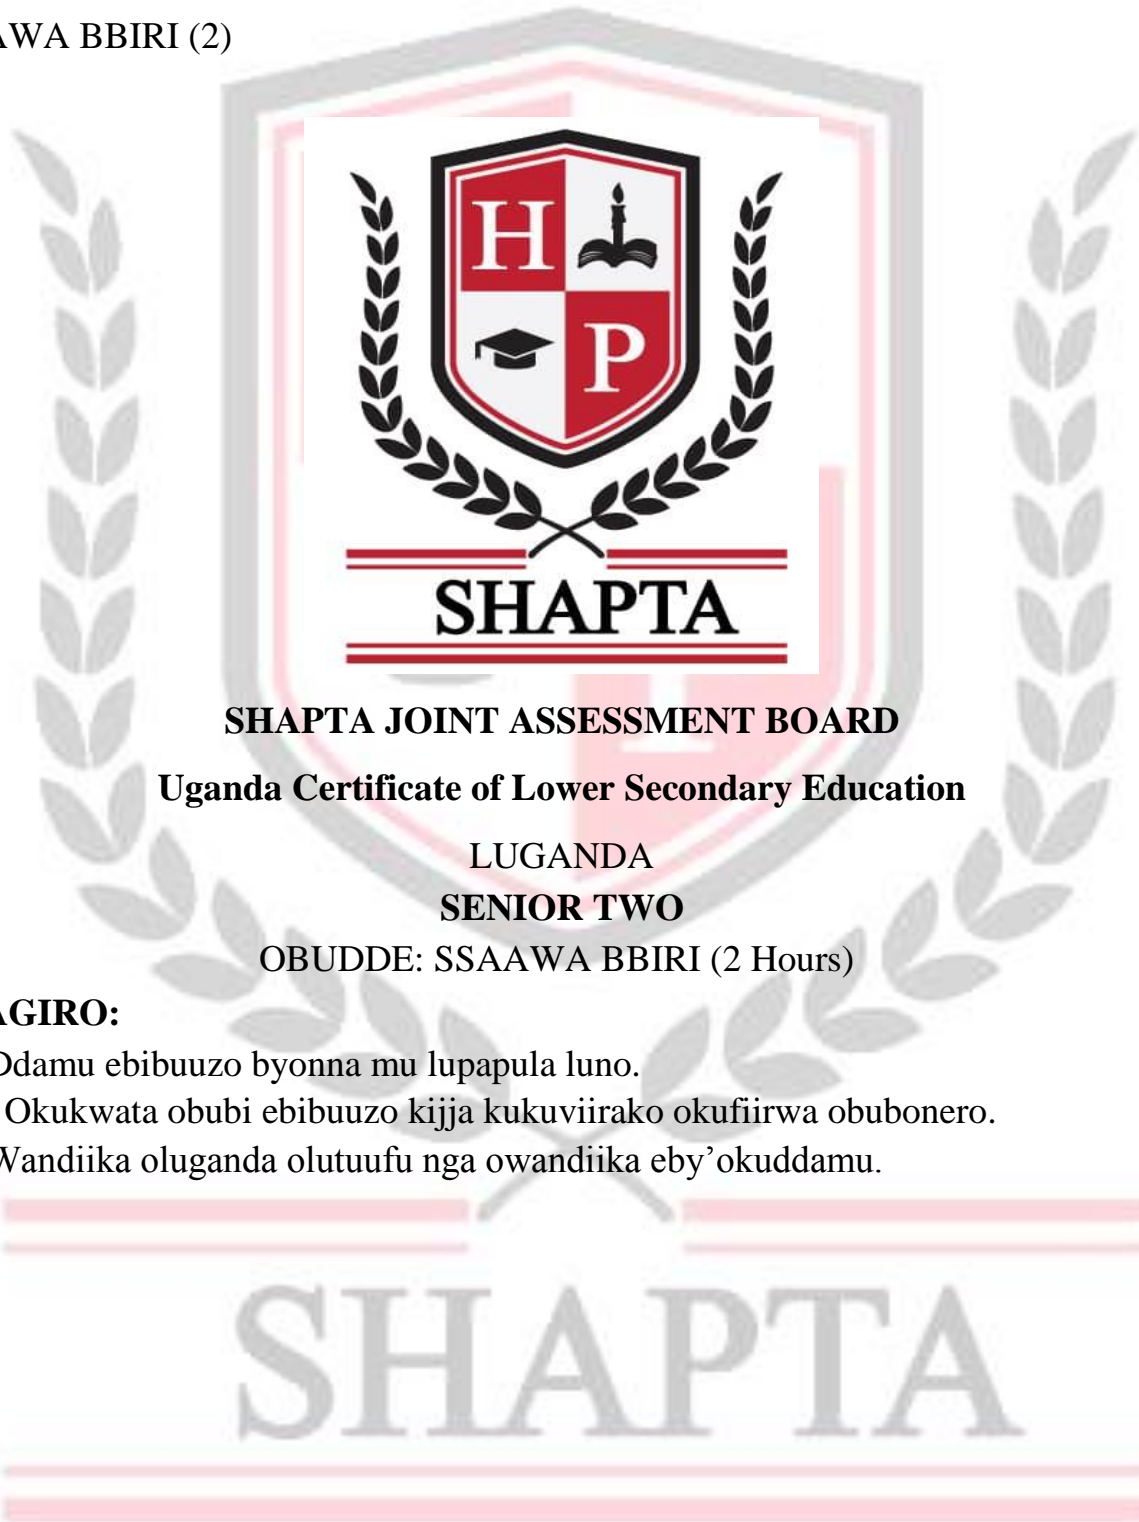 AWA BBIRI (2)
H
P
SHAPTA
SHAPTA JOINT ASSESSMENT BOARD
Uganda Certificate of Lower Secondary Education
LUGANDA
SENIOR TWO
OBUDDE: SSAAWA BBIRI (2 Hours)
AGIRO:
Ddamu ebibuuzo byonna mu lupapula luno.
Okukwata obubi ebibuuzo kijja kukuviirako okufiirwa obubonero.
Wandiika oluganda olutuufu nga owandiika eby’okuddamu.
SHAPTA